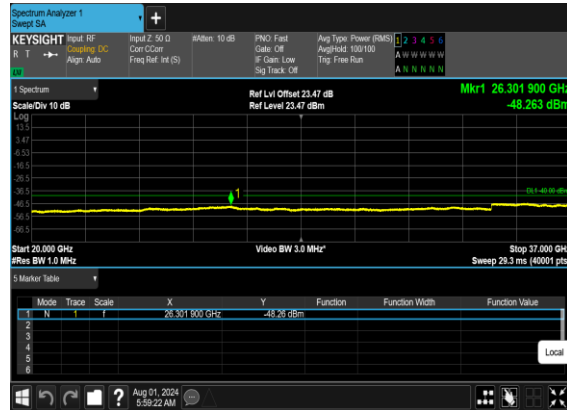 Spectrum Analyzer 1
Swept SA
+
KEYSIGHT Input: RF Input Z: 50 Ω #Atten: 10 dB PNO: Fast Avg Type: Power (RMS) 1 2 3 4 5 6
R T Coupling: DC Corr CCorr Gate: Off Avg|Hold: 100/100 A W W W W W
Align: Auto Freq Ref: Int (S) IF Gain: Low Trig: Free Run A N N N N N
Sig Track: Off
1 Spectrum
Ref Lvl Offset 23.47 dB Mkr1 26.301 900 GHz
Scale/Div 10 dB Ref Level 23.47 dBm -48.263 dBm
Log
13.5
3.47
-6.53
-16.5
-26.5
-36.5 1 DL1 -40.00 dBm
-46.5
-56.5
-66.5
Start 20.000 GHz Video BW 3.0 MHz* Stop 37.000 GHz
#Res BW 1.0 MHz Sweep 29.3 ms (40001 pts)
5 Marker Table
Mode Trace Scale X Y Function Function Width Function Value
1 N 1 f 26.301 900 GHz -48.26 dBm
2
3
4
5
6
Local
? Aug 01, 2024
5:59:22 AM